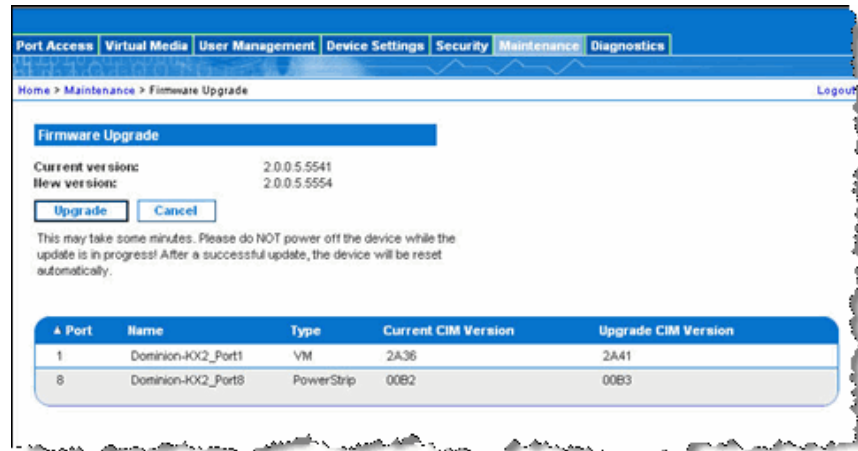 Port Access Virtual Media User Management Device Settings Security Maintenance Diagnostics
Home > Maintenance > Firmware Upgrade Logout
Firmware Upgrade
Current version: 2.0.0.5.5541
New version: 2.0.0.5.5554
Upgrade Cancel
This may take some minutes. Please do NOT power off the device while the
update is in progress! After a successful update, the device will be reset
automatically.
▲ Port Name Type Current CIM Version Upgrade CIM Version
1 Dominion-KX2_Port1 VM 2A36 2A41
8 Dominion-KX2_Port8 PowerStrip 00B2 00B3